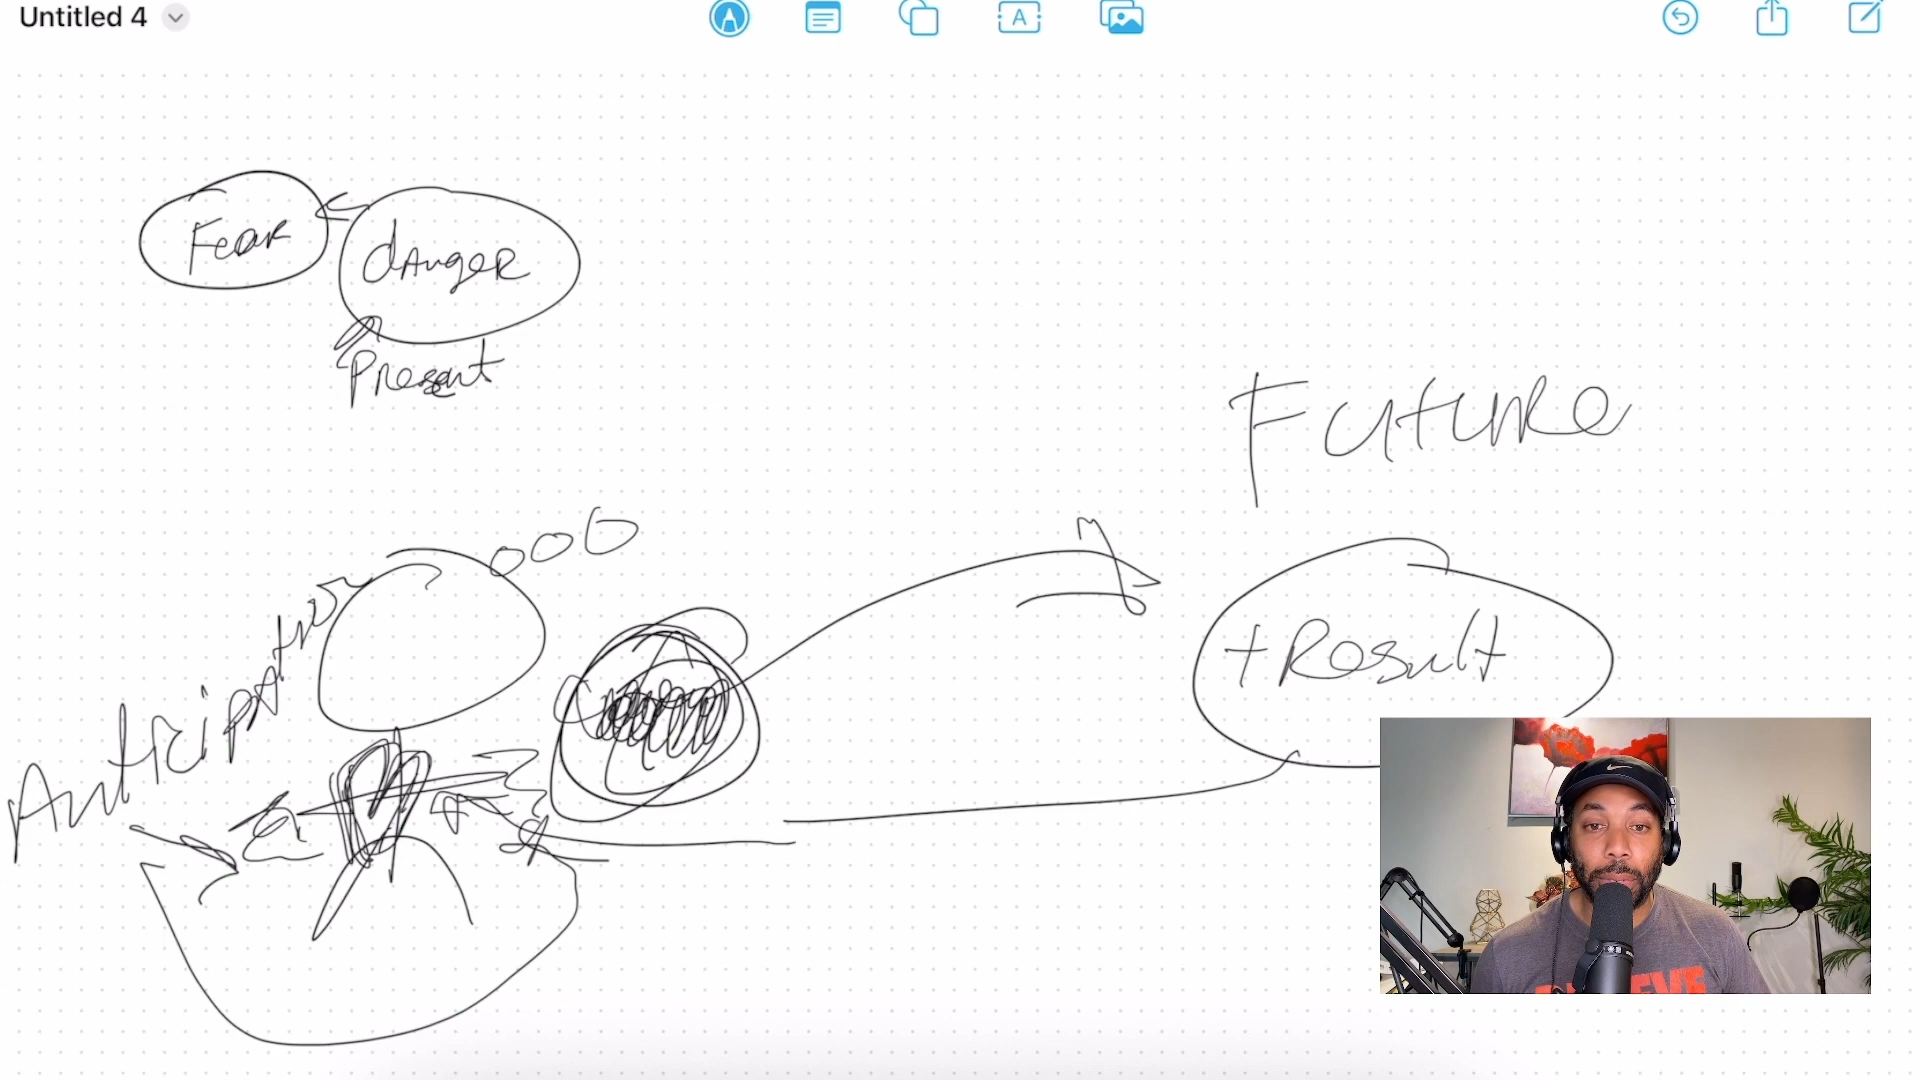 Untitled 4
A
Fear
dAngeR
Present
FutuRe
AnticipAtion
+ Result